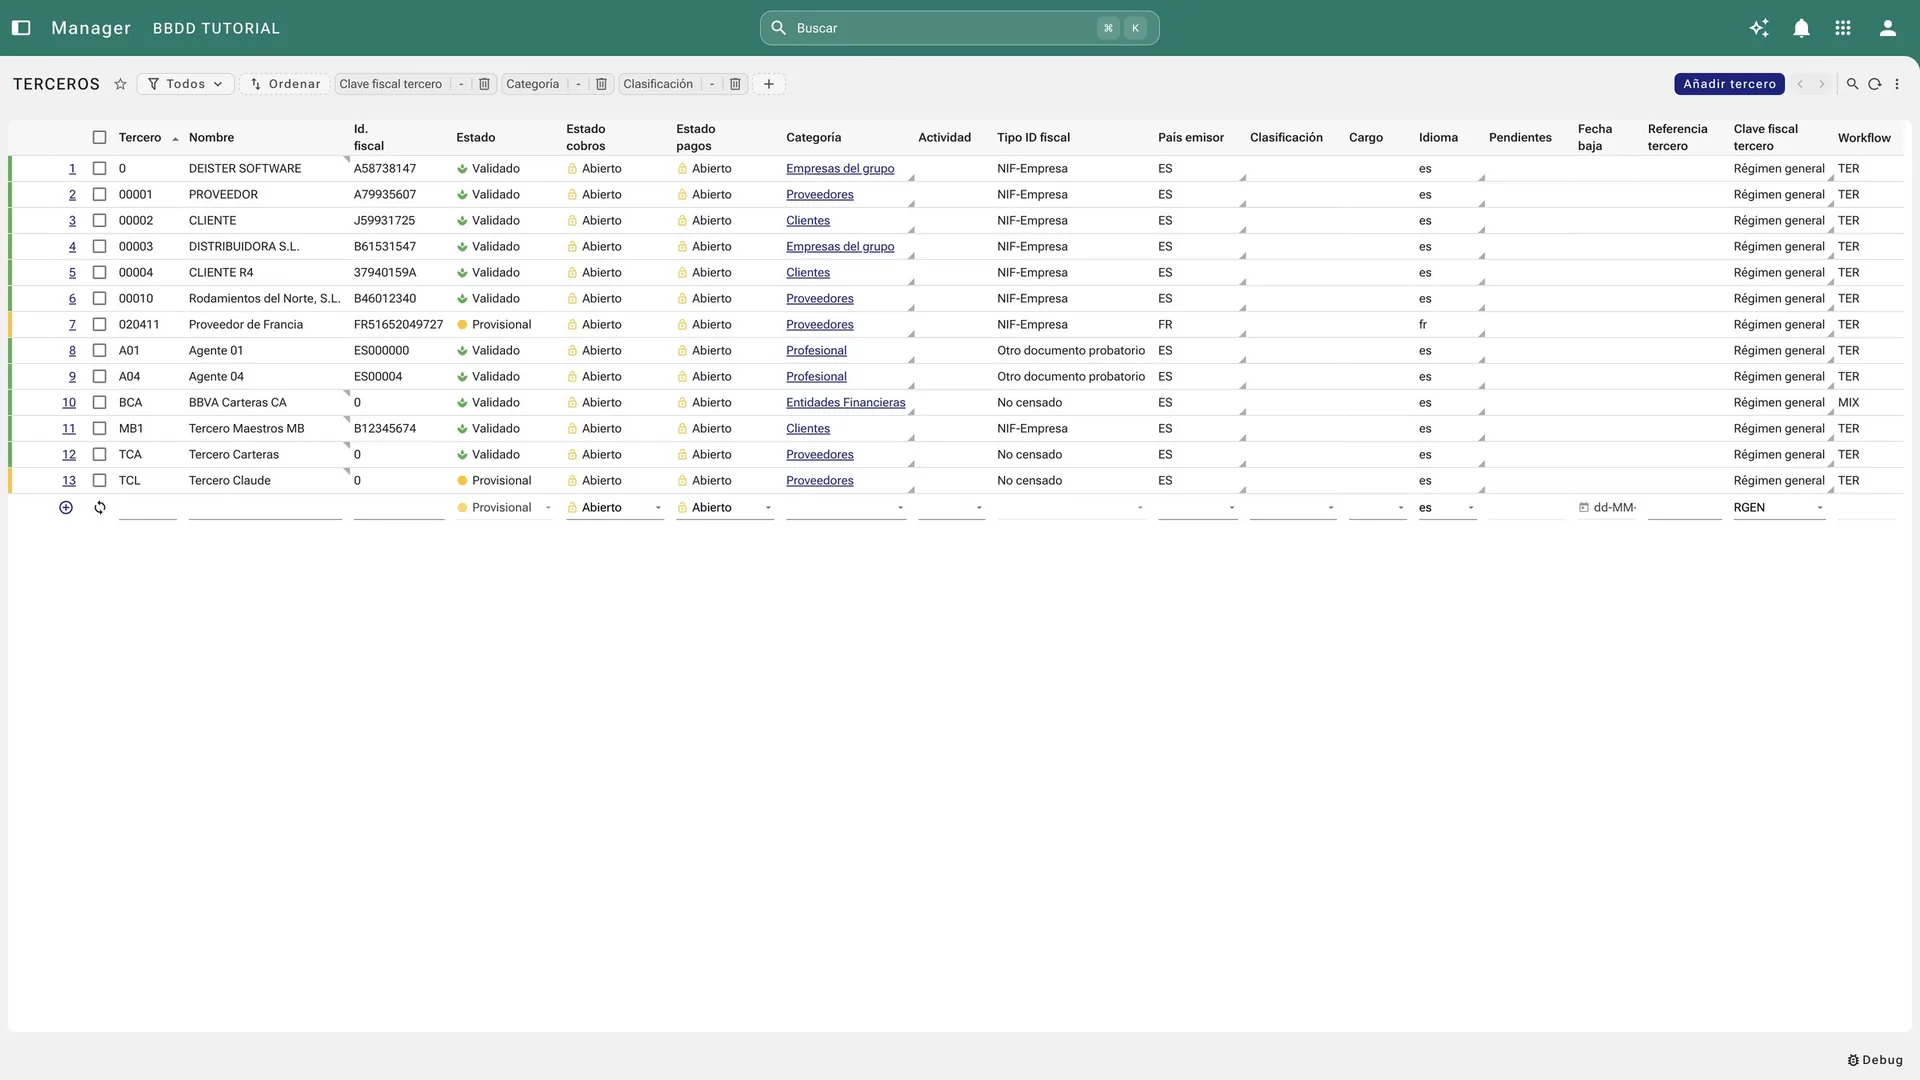 Manager BBDD TUTORIAL Buscar ⌘ K
TERCEROS Todos Ordenar Clave fiscal tercero - Categoría - Clasificación - + Añadir tercero
Tercero Nombre Id. fiscal Estado Estado cobros Estado pagos Categoría Actividad Tipo ID fiscal País emisor Clasificación Cargo Idioma Pendientes Fecha baja Referencia tercero Clave fiscal tercero Workflow
1 0 DEISTER SOFTWARE A58738147 Validado Abierto Abierto Empresas del grupo NIF-Empresa ES es Régimen general TER
2 00001 PROVEEDOR A79935607 Validado Abierto Abierto Proveedores NIF-Empresa ES es Régimen general TER
3 00002 CLIENTE J59931725 Validado Abierto Abierto Clientes NIF-Empresa ES es Régimen general TER
4 00003 DISTRIBUIDORA S.L. B61531547 Validado Abierto Abierto Empresas del grupo NIF-Empresa ES es Régimen general TER
5 00004 CLIENTE R4 37940159A Validado Abierto Abierto Clientes NIF-Empresa ES es Régimen general TER
6 00010 Rodamientos del Norte, S.L. B46012340 Validado Abierto Abierto Proveedores NIF-Empresa ES es Régimen general TER
7 020411 Proveedor de Francia FR51652049727 Provisional Abierto Abierto Proveedores NIF-Empresa FR fr Régimen general TER
8 A01 Agente 01 ES000000 Validado Abierto Abierto Profesional Otro documento probatorio ES es Régimen general TER
9 A04 Agente 04 ES00004 Validado Abierto Abierto Profesional Otro documento probatorio ES es Régimen general TER
10 BCA BBVA Carteras CA 0 Validado Abierto Abierto Entidades Financieras No censado ES es Régimen general MIX
11 MB1 Tercero Maestros MB B12345674 Validado Abierto Abierto Clientes NIF-Empresa ES es Régimen general TER
12 TCA Tercero Carteras 0 Validado Abierto Abierto Proveedores No censado ES es Régimen general TER
13 TCL Tercero Claude 0 Provisional Abierto Abierto Proveedores No censado ES es Régimen general TER
Provisional Abierto Abierto es dd-MM- RGEN
Debug